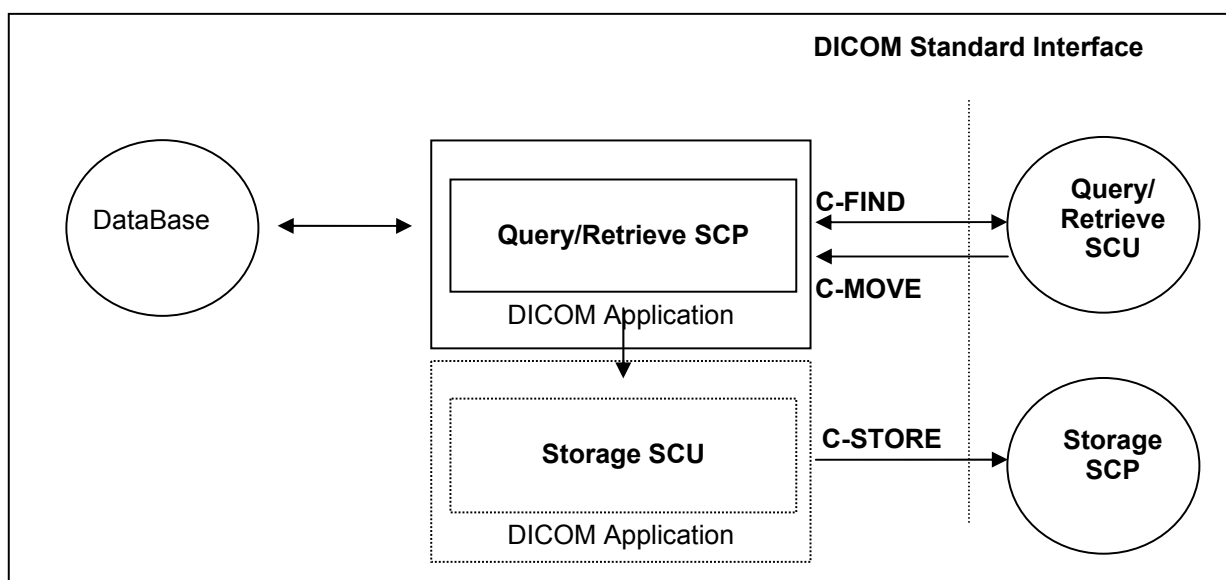 DICOM Standard Interface
DataBase
Query/Retrieve SCP
DICOM Application
C-FIND
C-MOVE
Query/
Retrieve
SCU
Storage SCU
DICOM Application
C-STORE
Storage
SCP